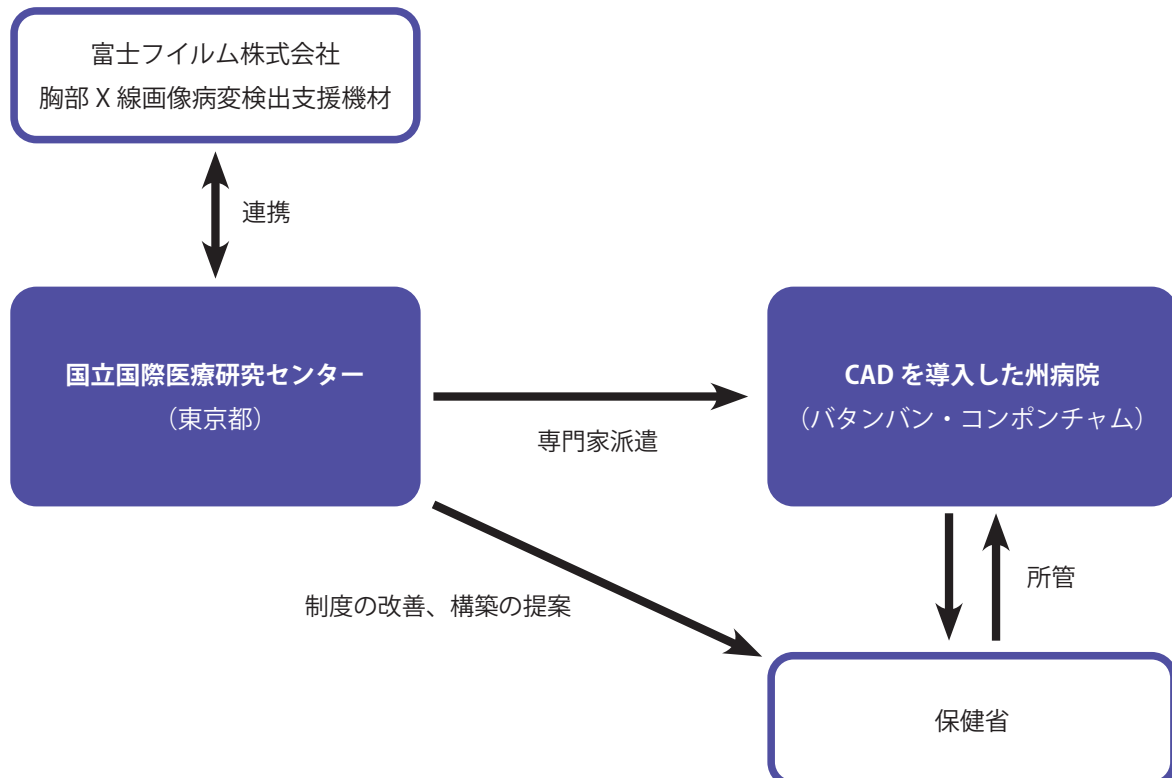 富士フイルム株式会社
胸部 X 線画像病変検出支援機材
連携
国立国際医療研究センター
（東京都）
専門家派遣
CAD を導入した州病院
（バタンバン・コンポンチャム）
所管
制度の改善、構築の提案
保健省